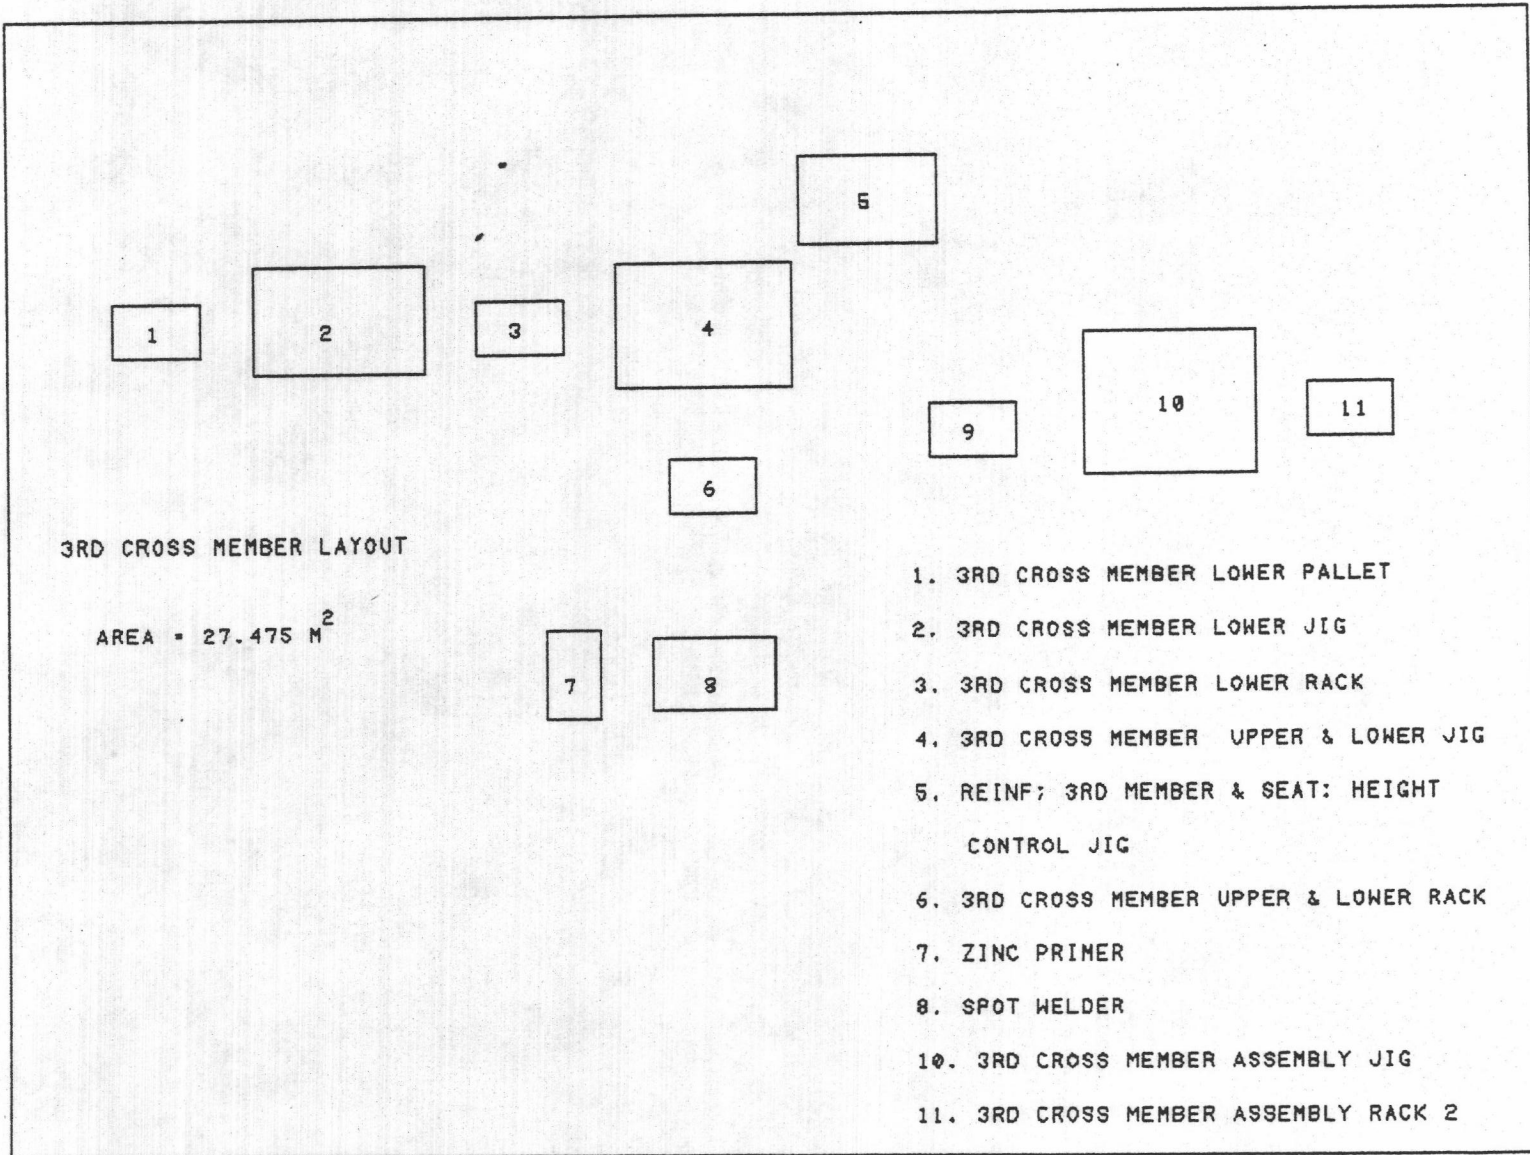 5
1
2
3
4
9
10
11
6
3RD CROSS MEMBER LAYOUT
AREA = 27.475 M2
7
8
1. 3RD CROSS MEMBER LOWER PALLET
2. 3RD CROSS MEMBER LOWER JIG
3. 3RD CROSS MEMBER LOWER RACK
4. 3RD CROSS MEMBER UPPER & LOWER JIG
5. REINF; 3RD MEMBER & SEAT: HEIGHT
CONTROL JIG
6. 3RD CROSS MEMBER UPPER & LOWER RACK
7. ZINC PRIMER
8. SPOT WELDER
10. 3RD CROSS MEMBER ASSEMBLY JIG
11. 3RD CROSS MEMBER ASSEMBLY RACK 2